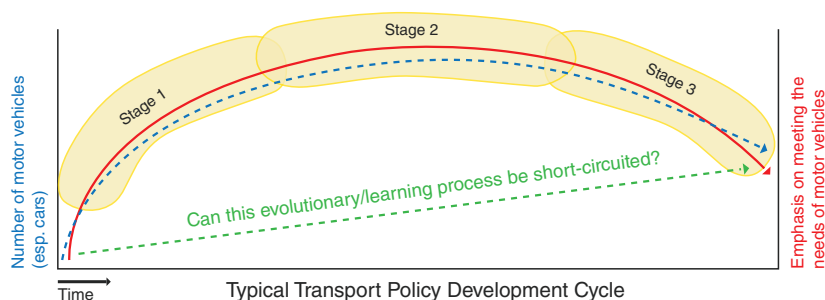 Stage 1
Stage 2
Stage 3
Number of motor vehicles
(esp. cars)
Emphasis on meeting the
needs of motor vehicles
Can this evolutionary/learning process be short-circuited?
Time
Typical Transport Policy Development Cycle